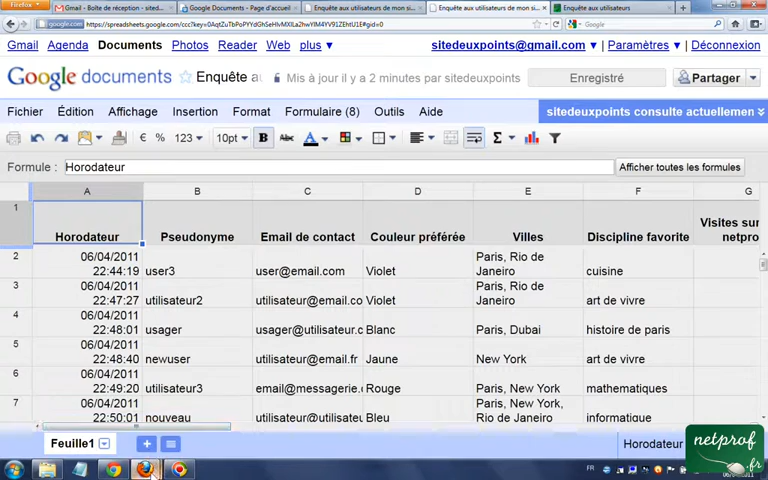 Firefox
Gmail - Boîte de réception - sited...
Google Documents - Page d'accueil
Enquête aux utilisateurs de mon si...
Enquête aux utilisateurs de mon si...
Enquête aux utilisateurs
google.com https://spreadsheets.google.com/ccc?
Google
Gmail Agenda Documents Photos Reader Web plus sitedeuxpoints@gmail.com Paramètres Déconnexion
Google documents Enquête au Mis à jour il y a 2 minutes par sitedeuxpoints Enregistré Partager
Fichier Édition Affichage Insertion Format Formulaire (8) Outils Aide sitedeuxpoints consulte actuellemen
€ % 123 10pt B Abc A Σ
Formule : Horodateur Afficher toutes les formules
A B C D E F G
1 Horodateur Pseudonyme Email de contact Couleur préférée Villes Discipline favorite Visites sur
netpro
2 06/04/2011 22:44:19 user3 user@email.com Violet Paris, Rio de Janeiro cuisine
3 06/04/2011 22:47:27 utilisateur2 utilisateur@email.co Violet Paris, Rio de Janeiro art de vivre
4 06/04/2011 22:48:01 usager usager@utilisateur.c Blanc Paris, Dubai histoire de paris
5 06/04/2011 22:48:40 newuser utilisateur@email.fr Jaune New York art de vivre
6 06/04/2011 22:49:20 utilisateur3 email@messagerie. Rouge Paris, New York mathematiques
7 06/04/2011 22:50:01 nouveau utilisateur@utilisateu Bleu Paris, New York, Rio de Janeiro informatique
Feuille1 Horodateur
FR
netprof
.fr